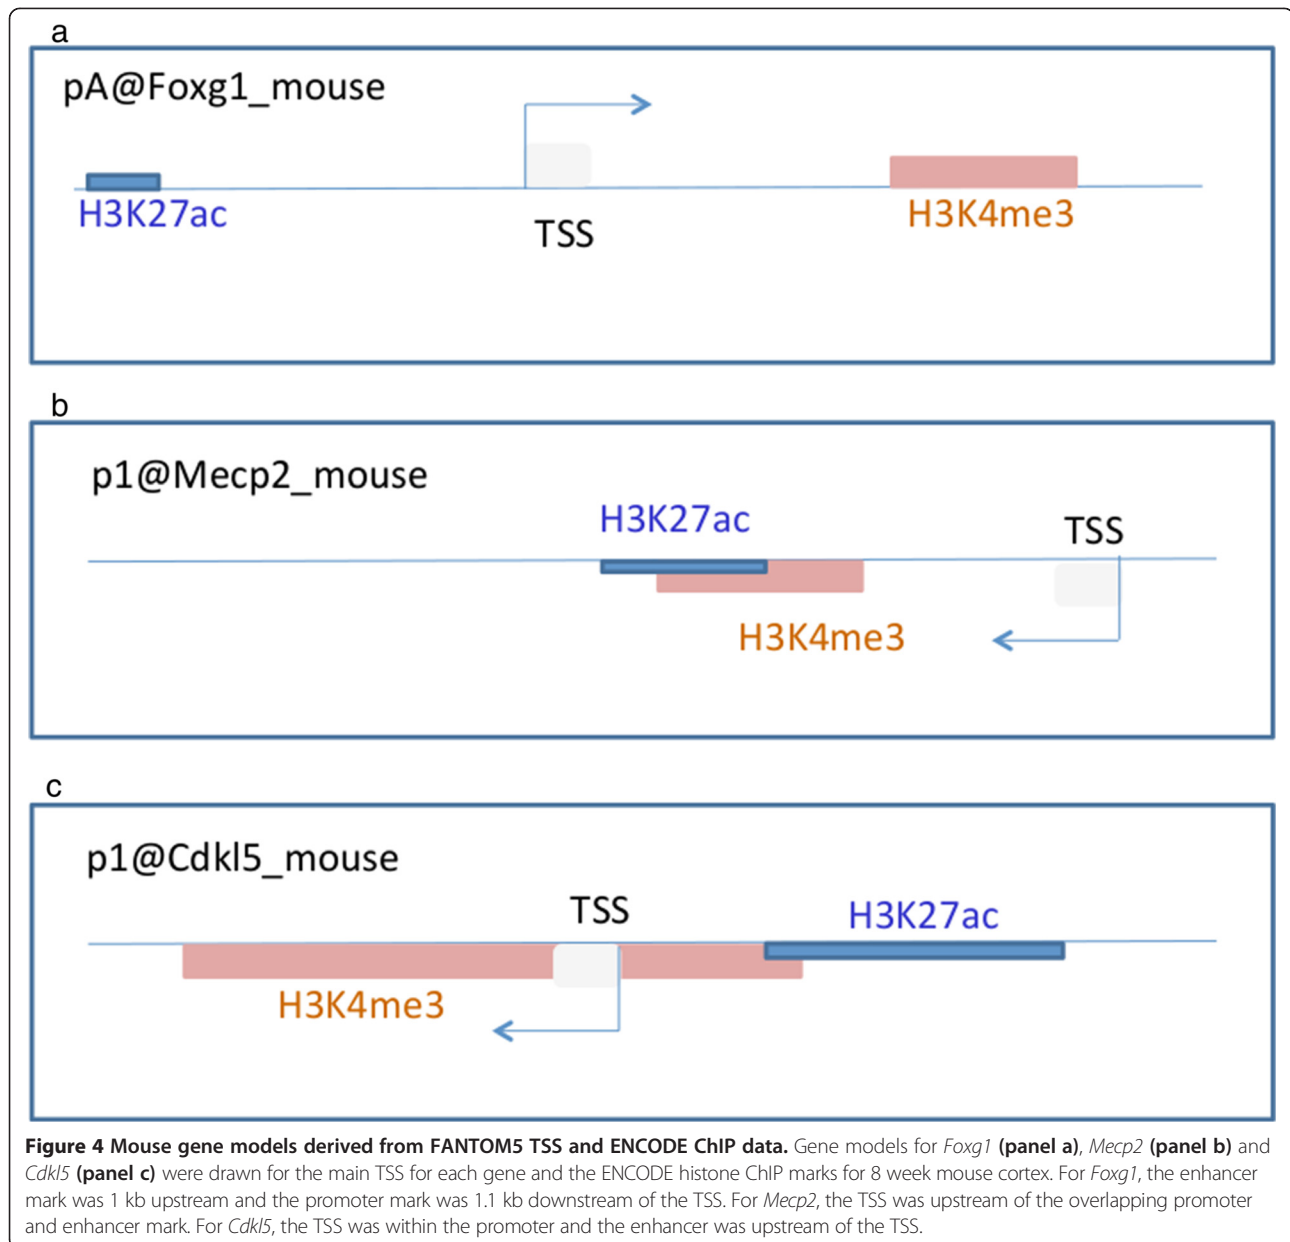 a
pA@Foxg1_mouse
H3K27ac
TSS
H3K4me3
b
p1@Mecp2_mouse
H3K27ac
TSS
H3K4me3
c
p1@Cdkl5_mouse
TSS
H3K27ac
H3K4me3
Figure 4 Mouse gene models derived from FANTOM5 TSS and ENCODE ChIP data. Gene models for Foxg1 (panel a), Mecp2 (panel b) and
Cdkl5 (panel c) were drawn for the main TSS for each gene and the ENCODE histone ChIP marks for 8 week mouse cortex. For Foxg1, the enhancer
mark was 1 kb upstream and the promoter mark was 1.1 kb downstream of the TSS. For Mecp2, the TSS was upstream of the overlapping promoter
and enhancer mark. For Cdkl5, the TSS was within the promoter and the enhancer was upstream of the TSS.